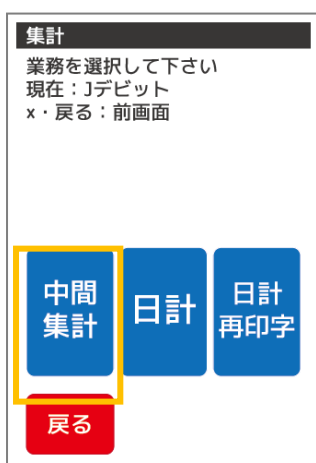 集計
業務を選択して下さい
現在：Jデビット
x・戻る：前画面
中間
集計
日計
日計
再印字
戻る